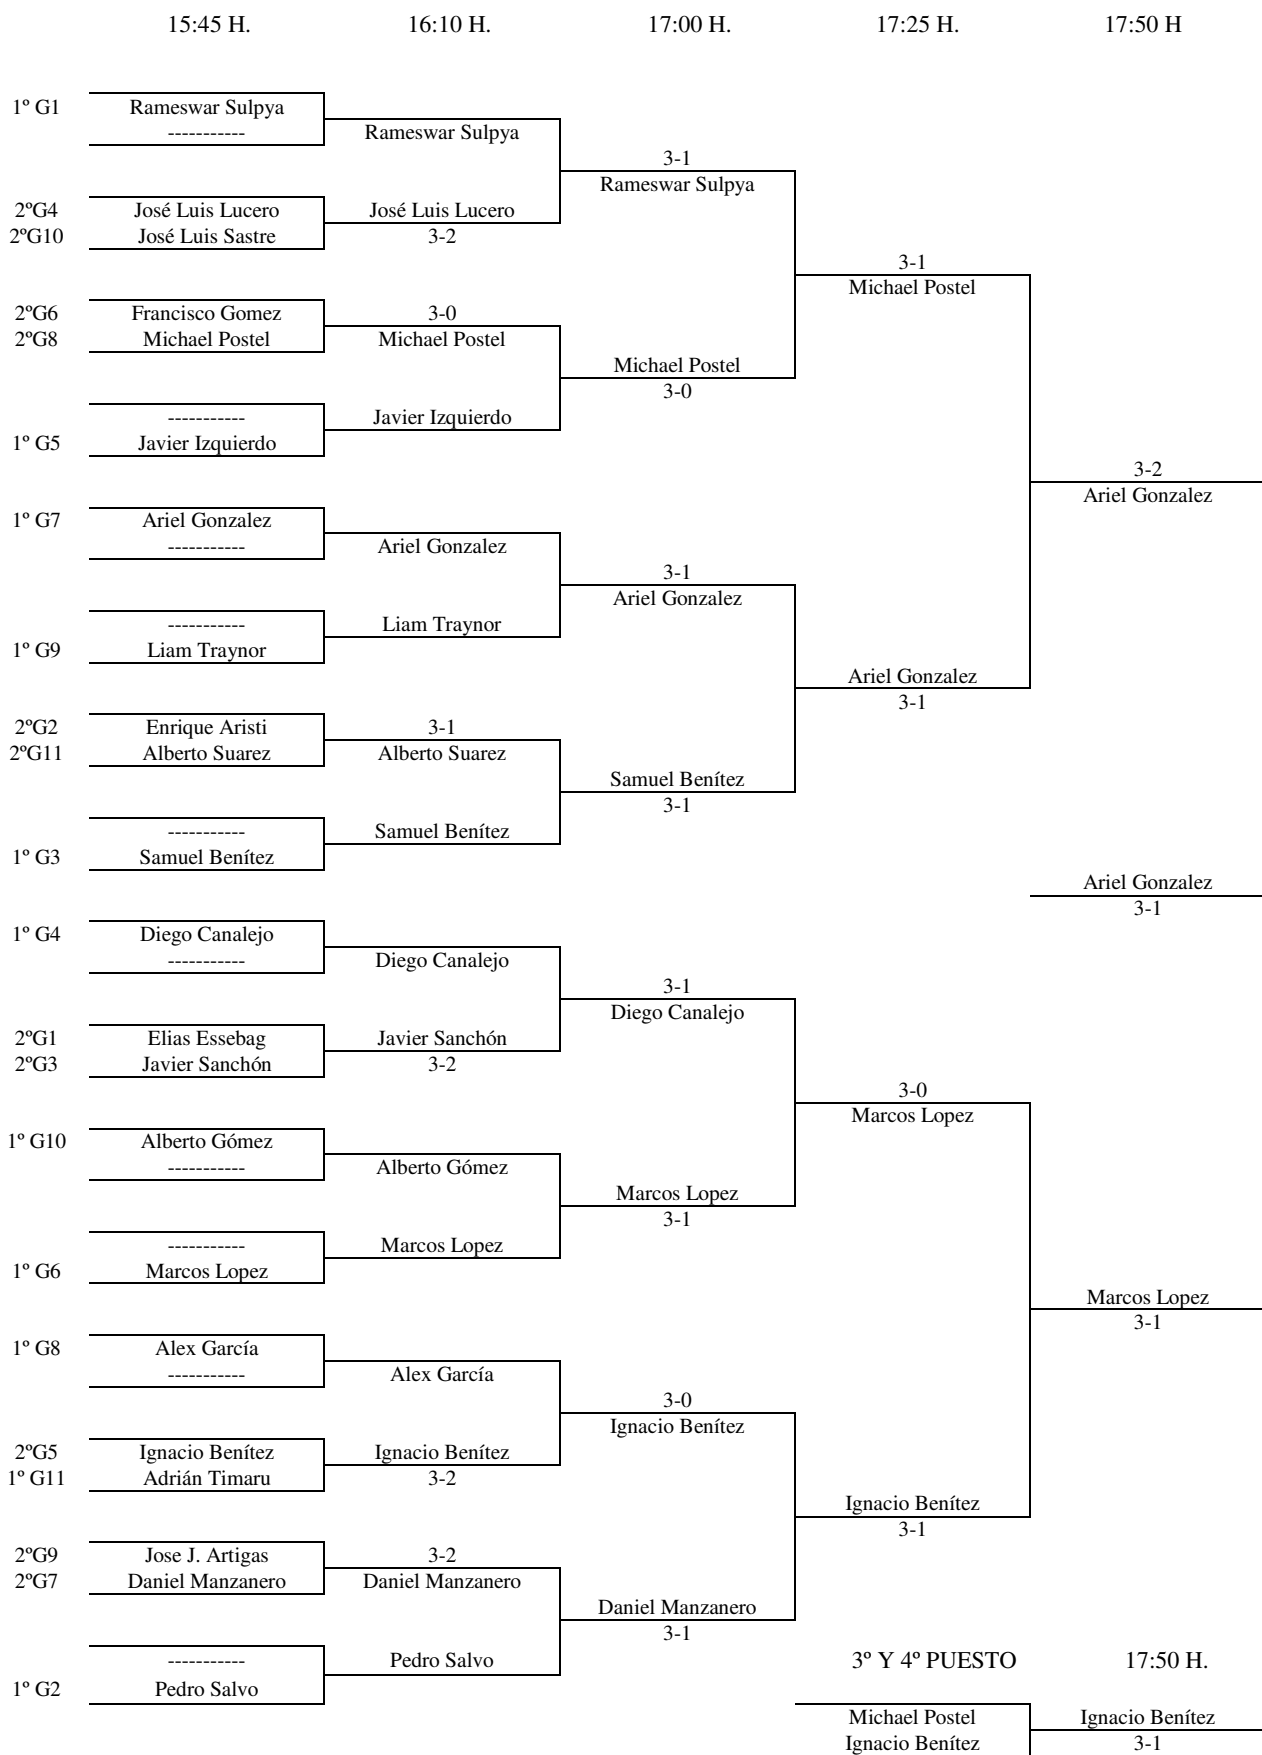 15:45 H. 16:10 H. 17:00 H. 17:25 H. 17:50 H
1º G1 Rameswar Sulpya
-----------
Rameswar Sulpya
3-1
Rameswar Sulpya
2ºG4 José Luis Lucero José Luis Lucero
2ºG10 José Luis Sastre 3-2
3-1
Michael Postel
2ºG6 Francisco Gomez 3-0
2ºG8 Michael Postel Michael Postel
Michael Postel
3-0
-----------
Javier Izquierdo
1º G5 Javier Izquierdo
3-2
Ariel Gonzalez
1º G7 Ariel Gonzalez
-----------
Ariel Gonzalez
3-1
Ariel Gonzalez
-----------
Liam Traynor
1º G9 Liam Traynor
Ariel Gonzalez
3-1
2ºG2 Enrique Aristi 3-1
2ºG11 Alberto Suarez Alberto Suarez
Samuel Benítez
3-1
-----------
Samuel Benítez
1º G3 Samuel Benítez
Ariel Gonzalez
3-1
1º G4 Diego Canalejo
-----------
Diego Canalejo
3-1
Diego Canalejo
2ºG1 Elias Essebag Javier Sanchón
2ºG3 Javier Sanchón 3-2
3-0
Marcos Lopez
1º G10 Alberto Gómez
-----------
Alberto Gómez
Marcos Lopez
3-1
-----------
Marcos Lopez
1º G6 Marcos Lopez
Marcos Lopez
3-1
1º G8 Alex García
-----------
Alex García
3-0
Ignacio Benítez
2ºG5 Ignacio Benítez Ignacio Benítez
1º G11 Adrián Timaru 3-2
Ignacio Benítez
3-1
2ºG9 Jose J. Artigas 3-2
2ºG7 Daniel Manzanero Daniel Manzanero
Daniel Manzanero
3-1
-----------
Pedro Salvo
3º Y 4º PUESTO 17:50 H.
1º G2 Pedro Salvo
Michael Postel Ignacio Benítez
Ignacio Benítez 3-1